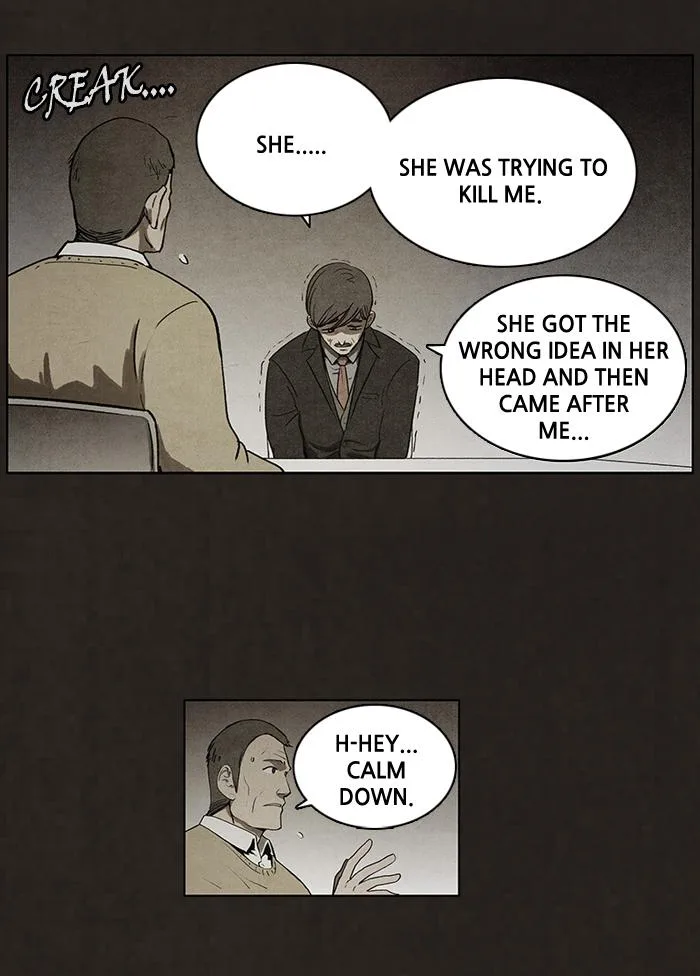 CREAK....
SHE.....
SHE WAS TRYING TO
KILL ME.
SHE GOT THE
WRONG IDEA IN HER
HEAD AND THEN
CAME AFTER
ME...
H-HEY...
CALM
DOWN.